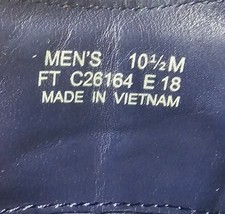 MEN'S 10½M
FT C26164 E 18
MADE IN VIETNAM